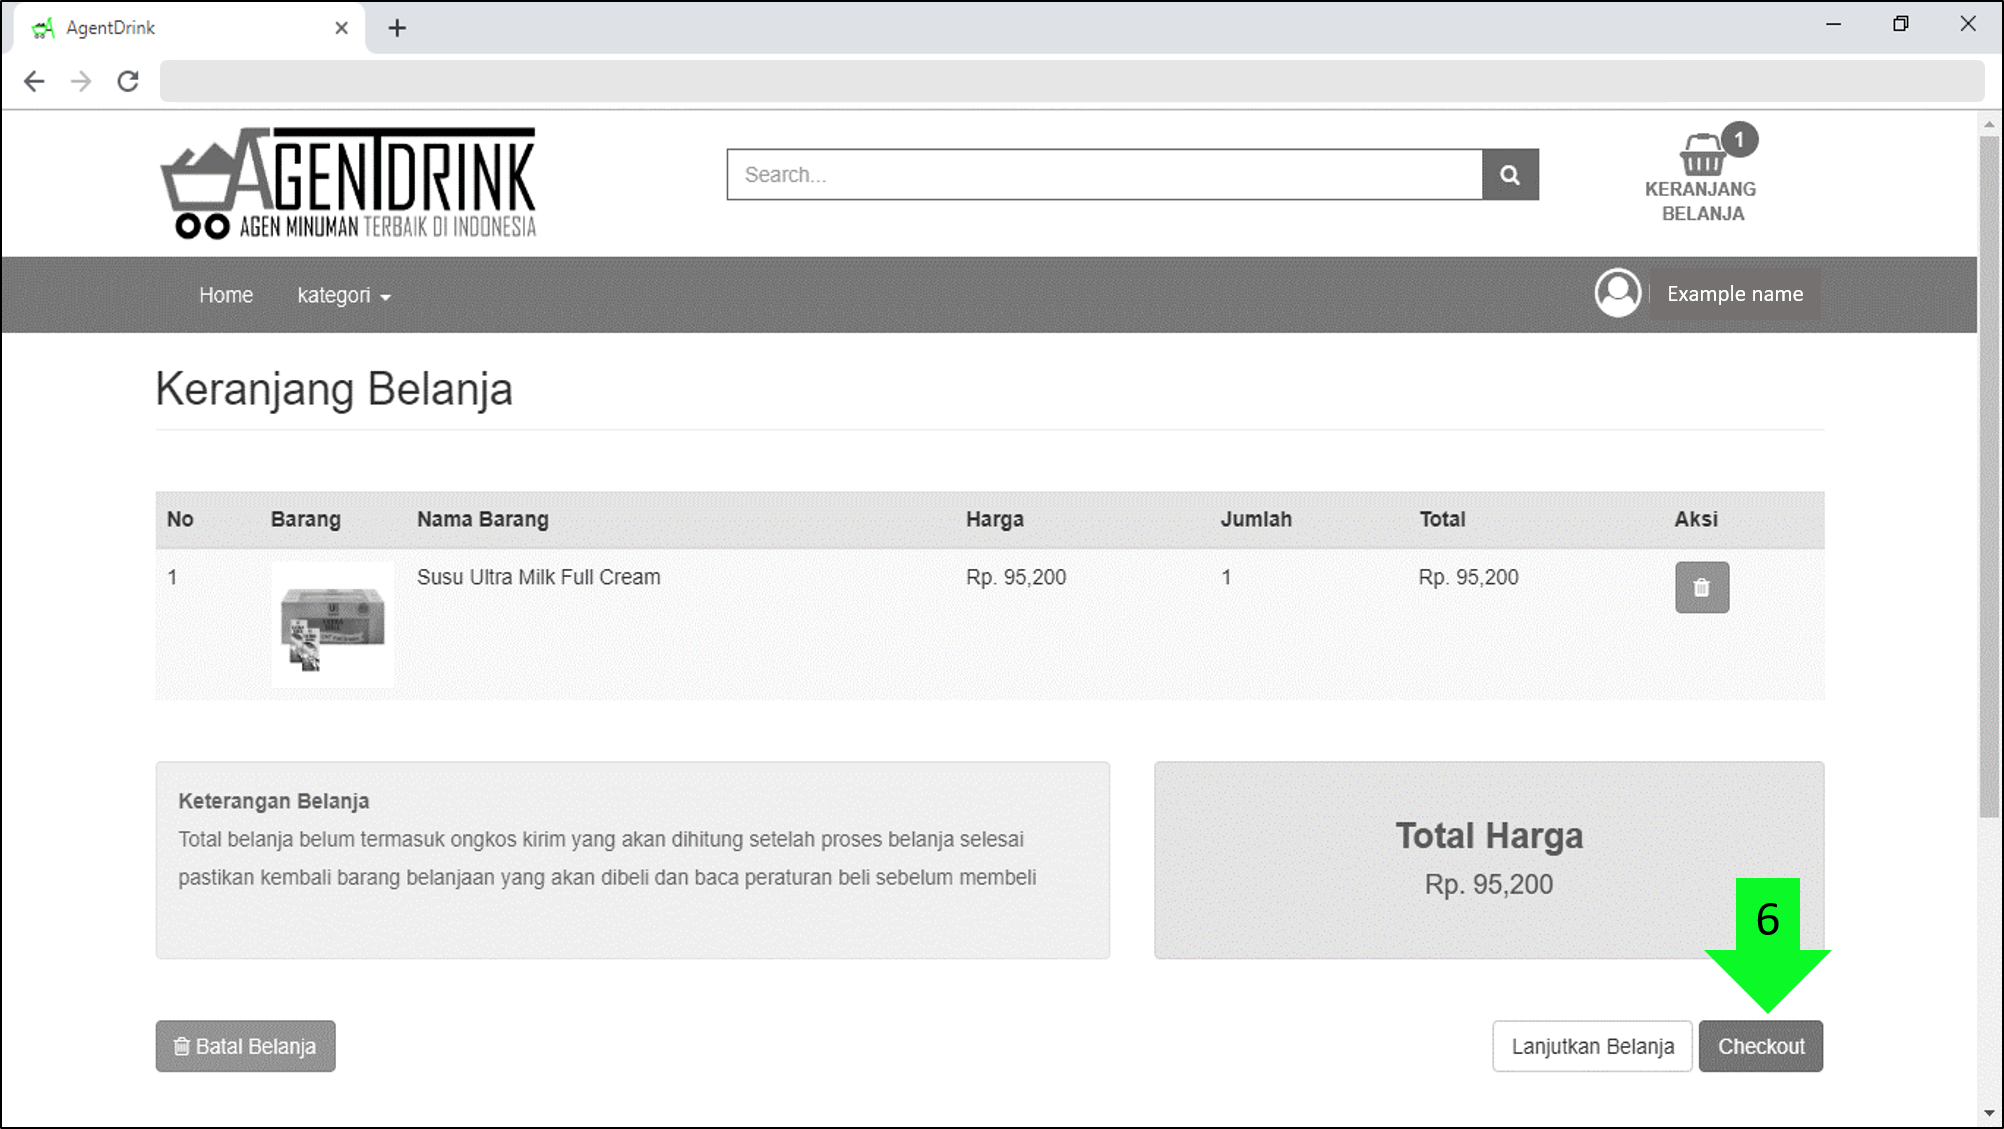 AgentDrink
AGENTDRINK
AGEN MINUMAN TERBAIK DI INDONESIA
Search...
1
KERANJANG
BELANJA
Home kategori
Example name
Keranjang Belanja
No Barang Nama Barang Harga Jumlah Total Aksi
1 Susu Ultra Milk Full Cream Rp. 95,200 1 Rp. 95,200
Keterangan Belanja
Total belanja belum termasuk ongkos kirim yang akan dihitung setelah proses belanja selesai
pastikan kembali barang belanjaan yang akan dibeli dan baca peraturan beli sebelum membeli
Total Harga
Rp. 95,200
6
Batal Belanja
Lanjutkan Belanja
Checkout